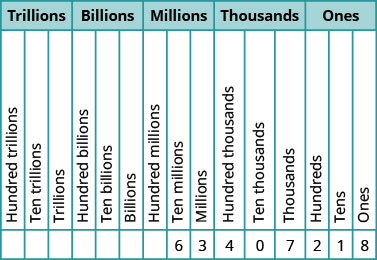 Trillions Billions Millions Thousands Ones
Hundred trillions
Ten trillions
Trillions
Hundred billions
Ten billions
Billions
Hundred millions
Ten millions
Millions
Hundred thousands
Ten thousands
Thousands
Hundreds
Tens
Ones
6 3 4 0 7 2 1 8